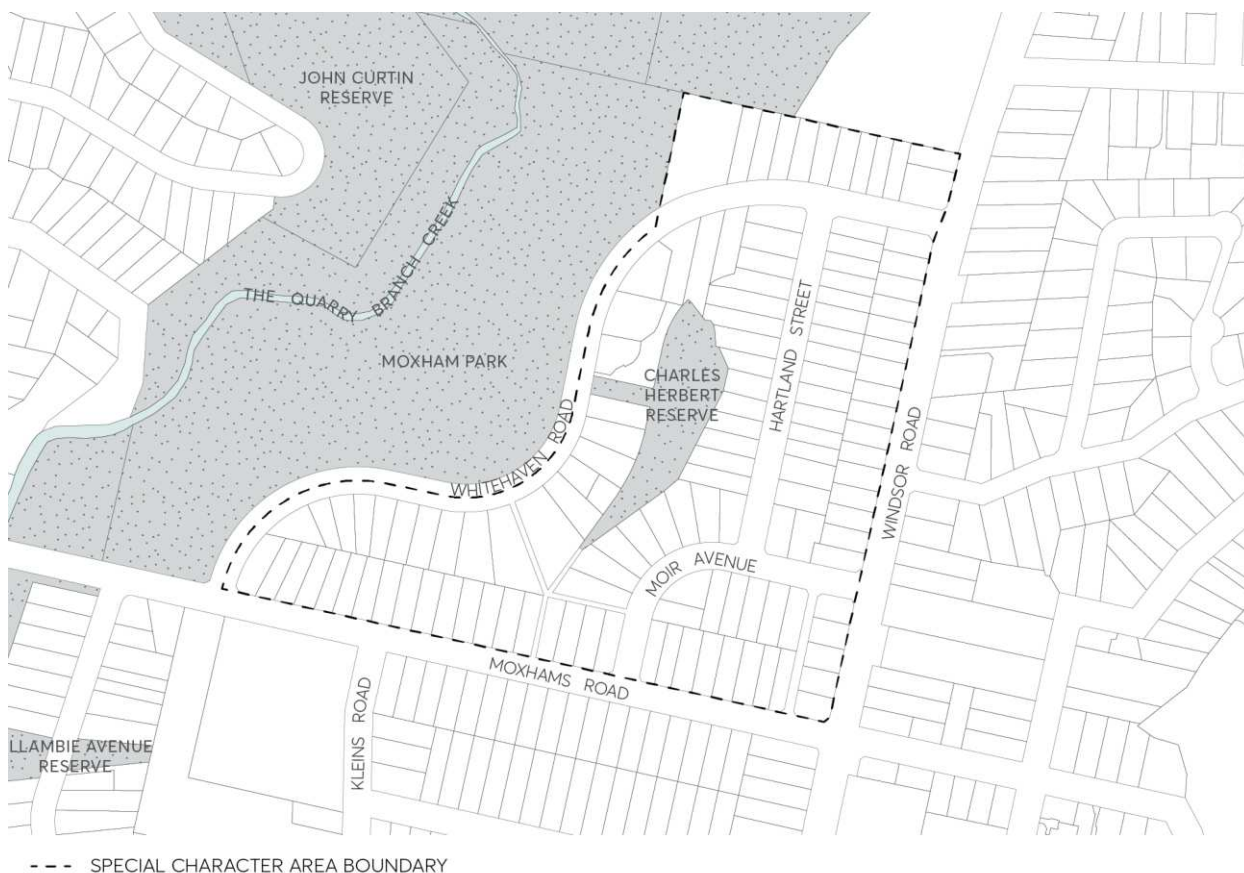 JOHN CURTIN
RESERVE
THE QUARRY BRANCH CREEK
MOXHAM PARK
CHARLES
HERBERT
RESERVE
HARTLAND STREET
WHITEHAVEN ROAD
WINDSOR ROAD
MOIR AVENUE
MOXHAMS ROAD
KLEINS ROAD
LLAMBIE AVENUE
RESERVE
SPECIAL CHARACTER AREA BOUNDARY